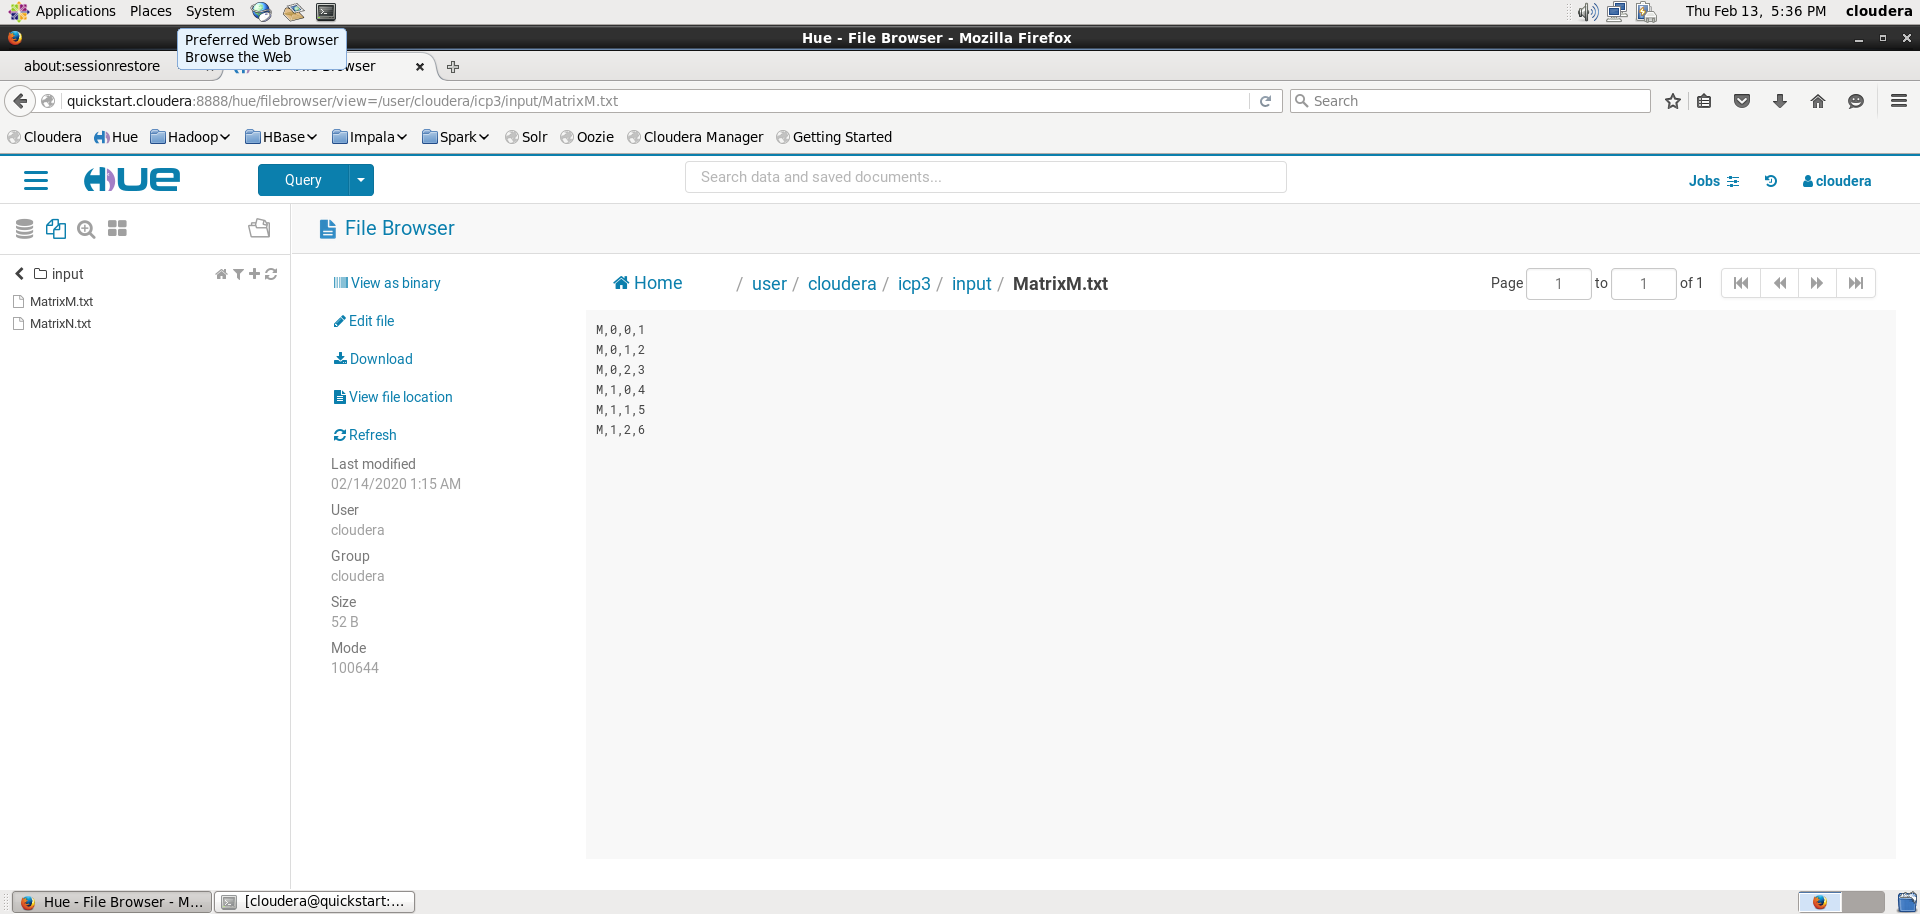 Applications Places System
Thu Feb 13, 5:36 PM cloudera
Hue - File Browser - Mozilla Firefox
Preferred Web Browser
Browse the Web
about:sessionrestore
quickstart.cloudera:8888/hue/filebrowser/view=/user/cloudera/icp3/input/MatrixM.txt
Search
Cloudera Hue Hadoop HBase Impala Spark Solr Oozie Cloudera Manager Getting Started
HUE
Query
Search data and saved documents...
Jobs
cloudera
File Browser
input
MatrixM.txt
MatrixN.txt
View as binary
Edit file
Download
View file location
Refresh
Last modified
02/14/2020 1:15 AM
User
cloudera
Group
cloudera
Size
52 B
Mode
100644
Home / user / cloudera / icp3 / input / MatrixM.txt
Page 1 to 1 of 1
M,0,0,1
M,0,1,2
M,0,2,3
M,1,0,4
M,1,1,5
M,1,2,6
Hue - File Browser - M...
[cloudera@quickstart:...